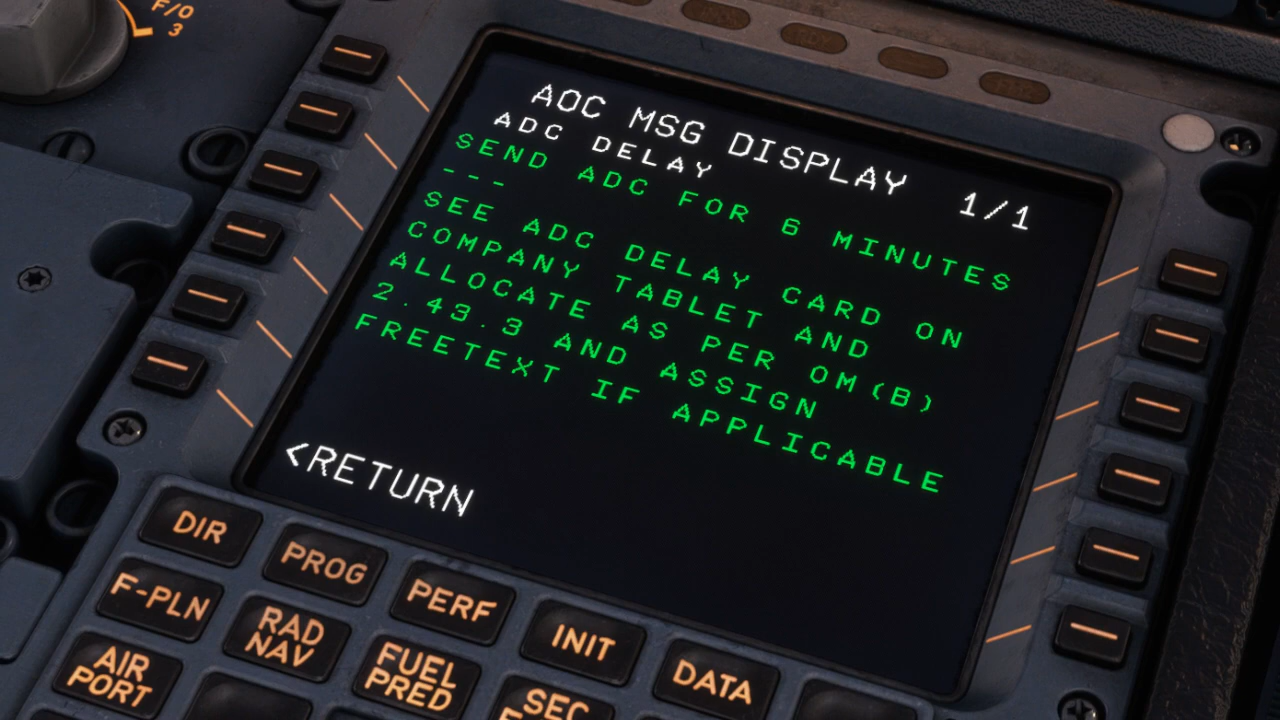 F/O
3
AOC MSG DISPLAY 1/1
ADC DELAY
SEND ADC FOR 6 MINUTES
---
SEE ADC DELAY CARD ON
COMPANY TABLET AND
ALLOCATE AS PER OM(B)
2.43.3 AND ASSIGN
FREETEXT IF APPLICABLE
<RETURN
DIR
PROG
PERF
INIT
DATA
F-PLN
RAD
NAV
FUEL
PRED
SEC
AIR
PORT